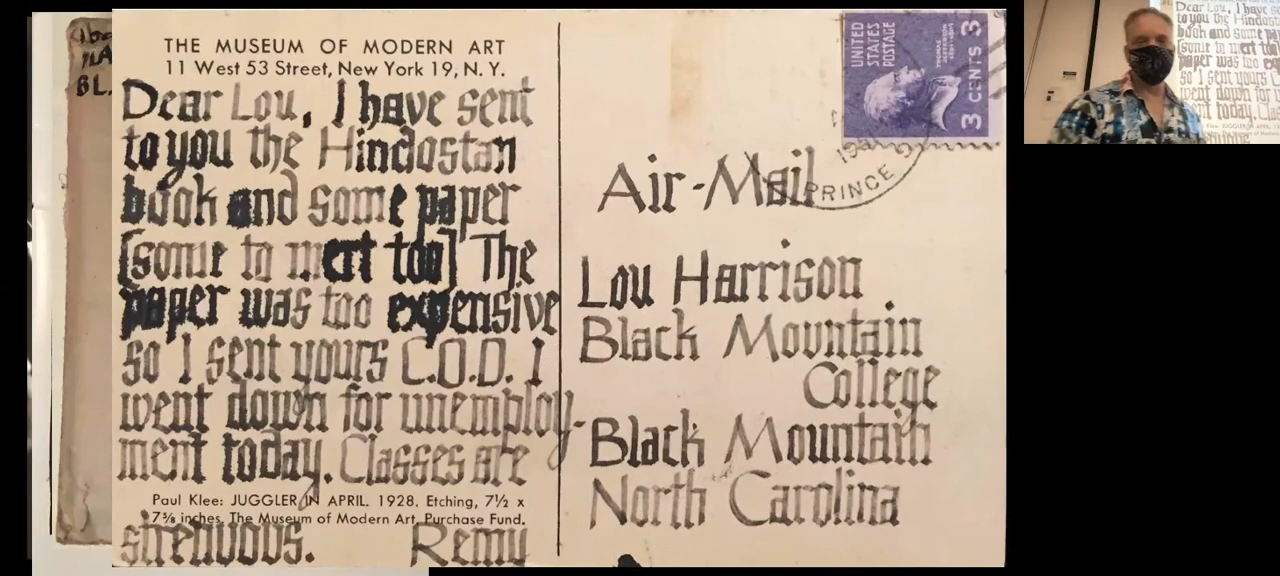 BL.
THE MUSEUM OF MODERN ART
11 West 53 Street, New York 19, N. Y.
Dear Lou, I have sent
to you the Hindostan
book and some paper
[some to mert too] The
paper was too expensive
so I sent yours C.O.D. I
went down for unemploy-
ment today. Classes are
Paul Klee: JUGGLER IN APRIL. 1928. Etching, 7½ x
7⅜ inches. The Museum of Modern Art, Purchase Fund.
strenuous. Remy
UNITED
STATES
POSTAGE
3 CENTS 3
PRINCE
Air-Mail
Lou Harrison
Black Mountain
College
Black Mountain
North Carolina